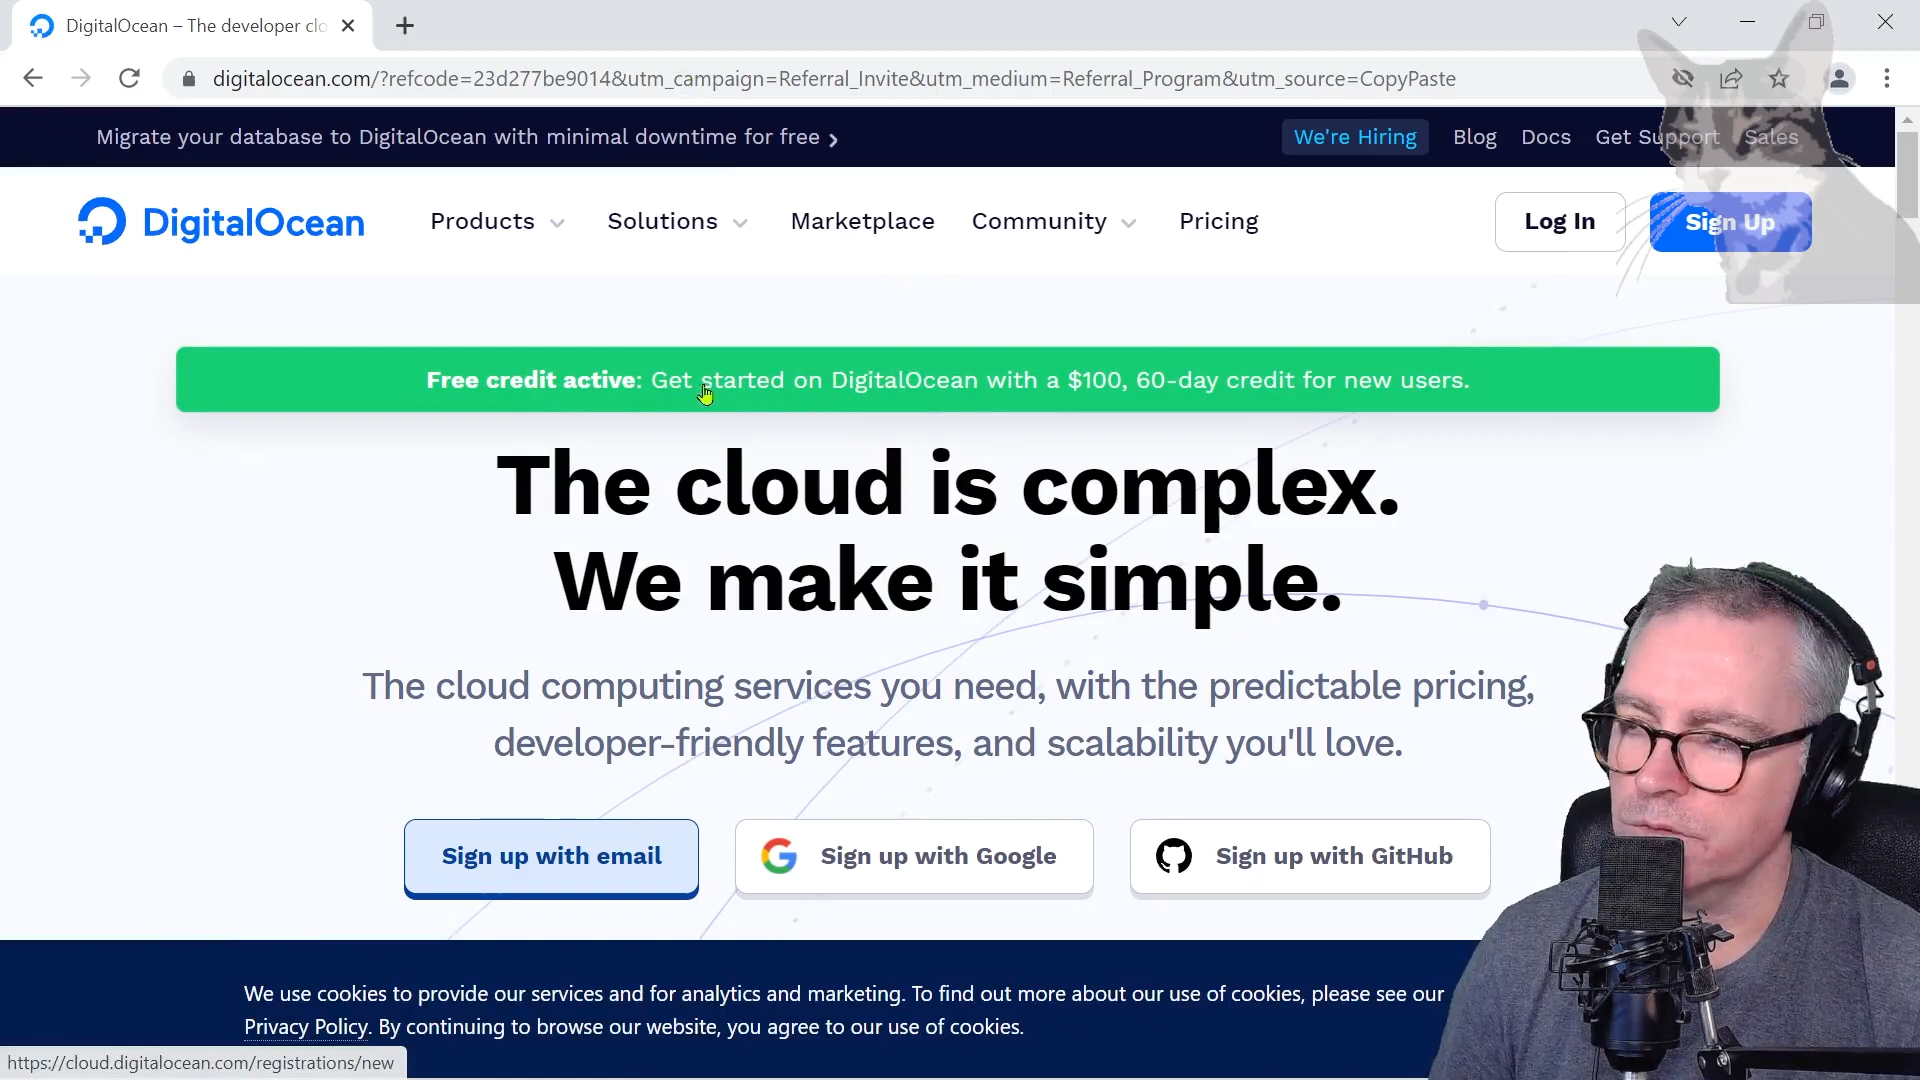 DigitalOcean – The developer clo
digitalocean.com/?refcode=23d277be9014&utm_campaign=Referral_Invite&utm_medium=Referral_Program&utm_source=CopyPaste
Migrate your database to DigitalOcean with minimal downtime for free
We're Hiring Blog Docs Get Support Sales
DigitalOcean Products Solutions Marketplace Community Pricing Log In Sign Up
Free credit active: Get started on DigitalOcean with a $100, 60-day credit for new users.
The cloud is complex.
We make it simple.
The cloud computing services you need, with the predictable pricing,
developer-friendly features, and scalability you'll love.
Sign up with email Sign up with Google Sign up with GitHub
We use cookies to provide our services and for analytics and marketing. To find out more about our use of cookies, please see our
Privacy Policy. By continuing to browse our website, you agree to our use of cookies.
https://cloud.digitalocean.com/registrations/new